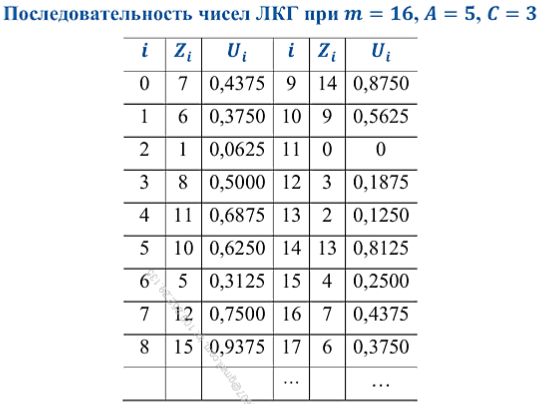 Последовательность чисел ЛКГ при m = 16, A = 5, C = 3
i Z_i U_i i Z_i U_i
0 7 0,4375 9 14 0,8750
1 6 0,3750 10 9 0,5625
2 1 0,0625 11 0 0
3 8 0,5000 12 3 0,1875
4 11 0,6875 13 2 0,1250
5 10 0,6250 14 13 0,8125
6 5 0,3125 15 4 0,2500
7 12 0,7500 16 7 0,4375
8 15 0,9375 17 6 0,3750
... ...